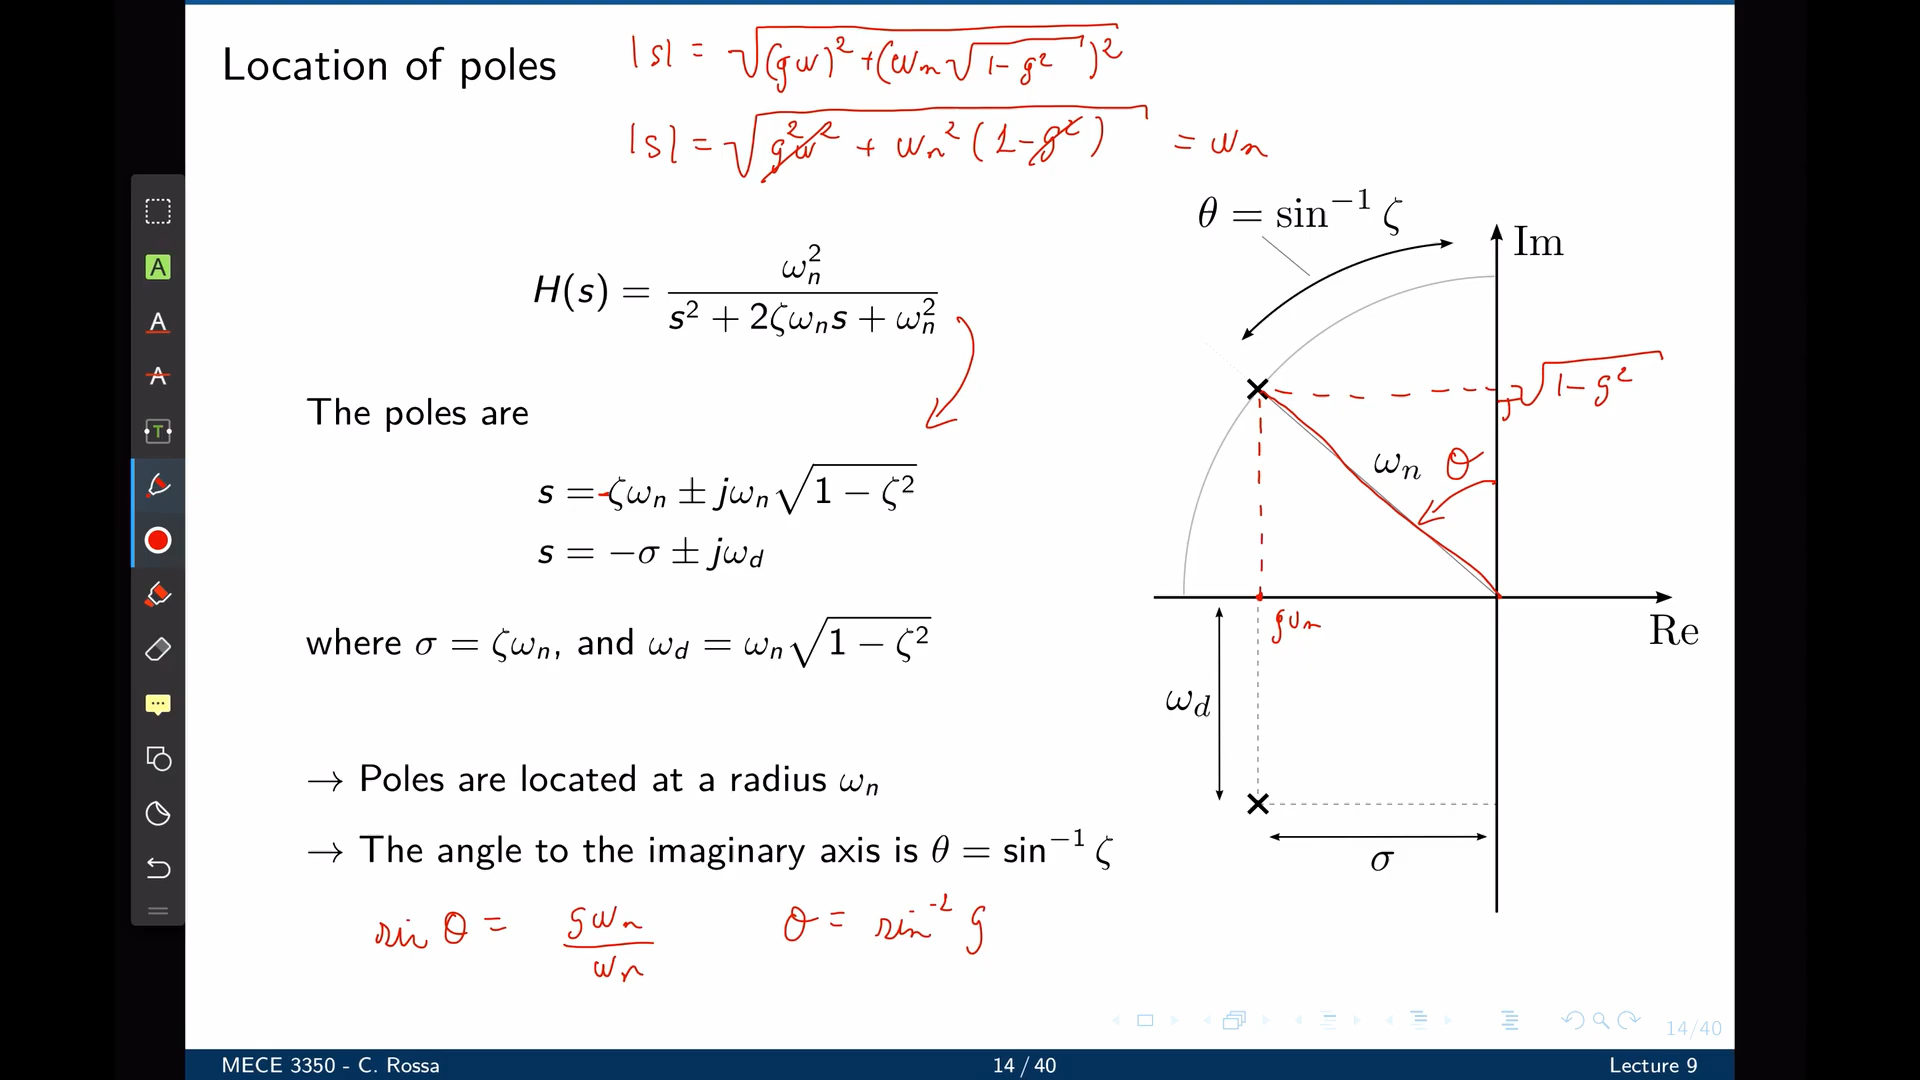 Location of poles
|s| = √((ζω)² + (ωn√(1-ζ²))²)
|s| = √(ζ²ω² + ωn²(1-ζ²)) = ωn
H(s) = ωn² / (s² + 2ζωn s + ωn²)
The poles are
s = -ζωn ± jωn√(1 − ζ²)
s = −σ ± jωd
where σ = ζωn, and ωd = ωn√(1 − ζ²)
→ Poles are located at a radius ωn
→ The angle to the imaginary axis is θ = sin⁻¹ ζ
sin θ = ζωn / ωn
θ = sin⁻¹ ζ
θ = sin⁻¹ ζ
Im
√(1-ζ²)
ωn θ
ζωn
Re
ωd
σ
14/40
MECE 3350 - C. Rossa 14 / 40 Lecture 9